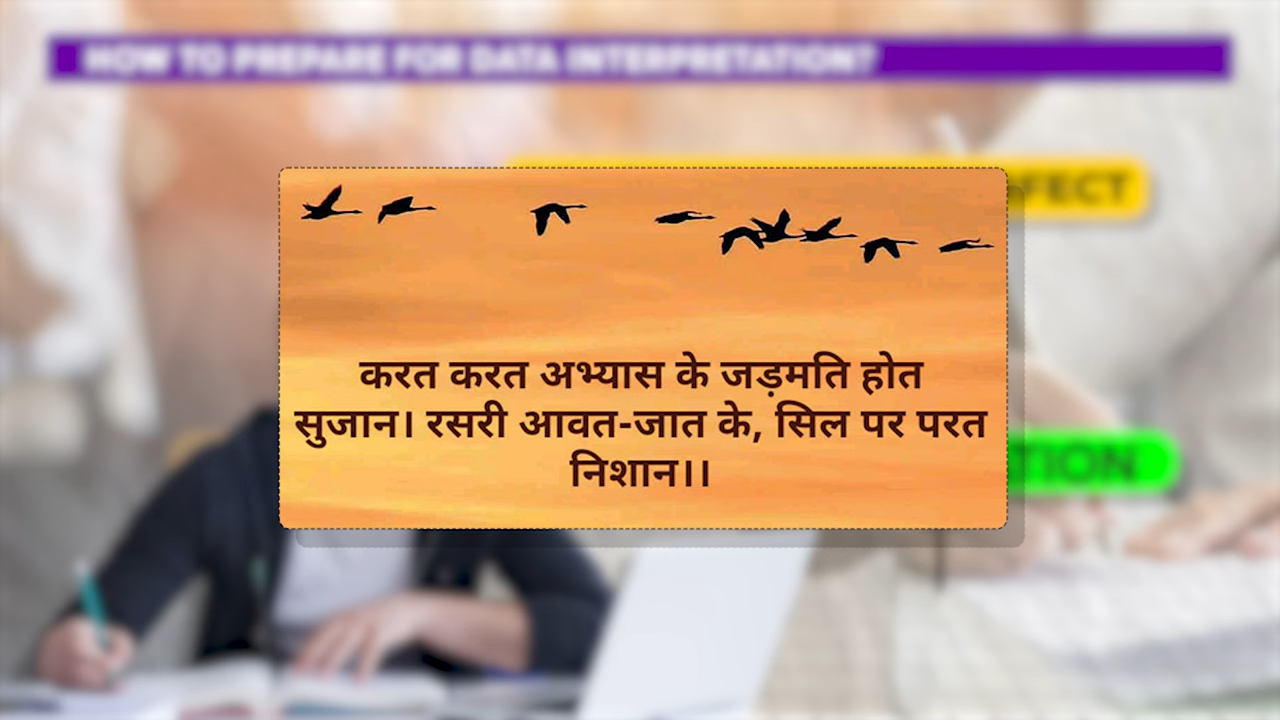 HOW TO PREPARE FOR DATA INTERPRETATION?
करत करत अभ्यास के जड़मति होत
सुजान। रसरी आवत-जात के, सिल पर परत
निशान।।